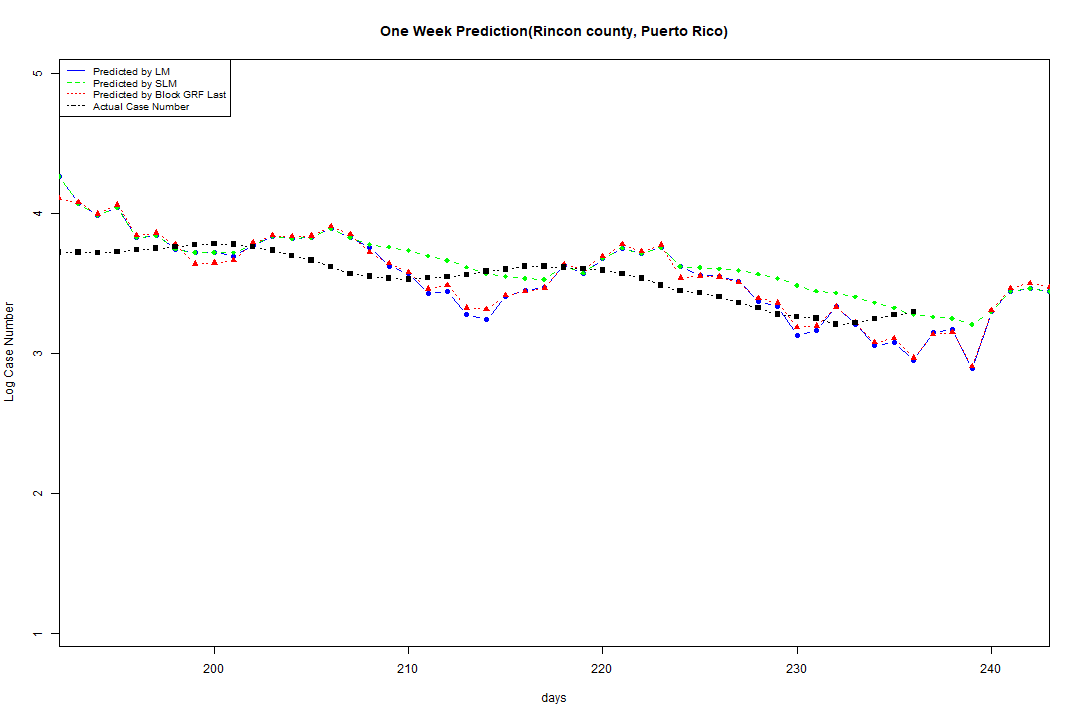 One Week Prediction(Rincon county, Puerto Rico)
Predicted by LM
Predicted by SLM
Predicted by Block GRF Last
Actual Case Number
5
4
3
2
1
Log Case Number
200 210 220 230 240
days